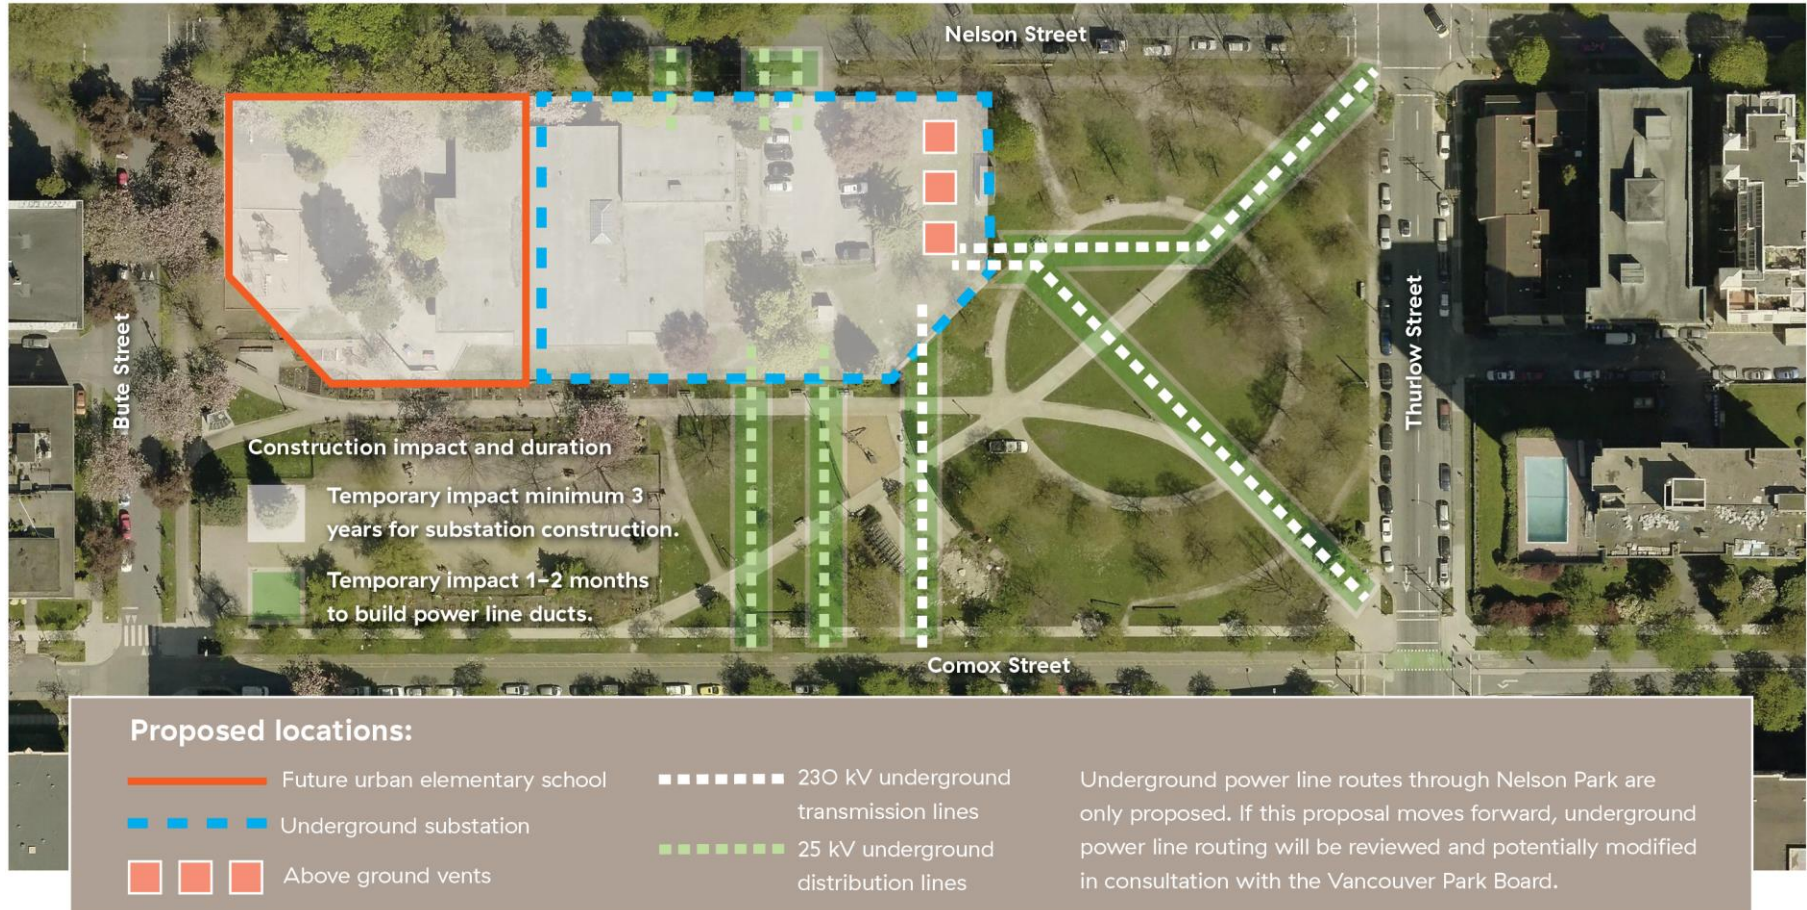 Nelson Street
Bute Street
Thurlow Street
Construction impact and duration
Temporary impact minimum 3
years for substation construction.
Temporary impact 1–2 months
to build power line ducts.
Comox Street
Proposed locations:
Future urban elementary school
Underground substation
Above ground vents
230 kV underground
transmission lines
25 kV underground
distribution lines
Underground power line routes through Nelson Park are
only proposed. If this proposal moves forward, underground
power line routing will be reviewed and potentially modified
in consultation with the Vancouver Park Board.